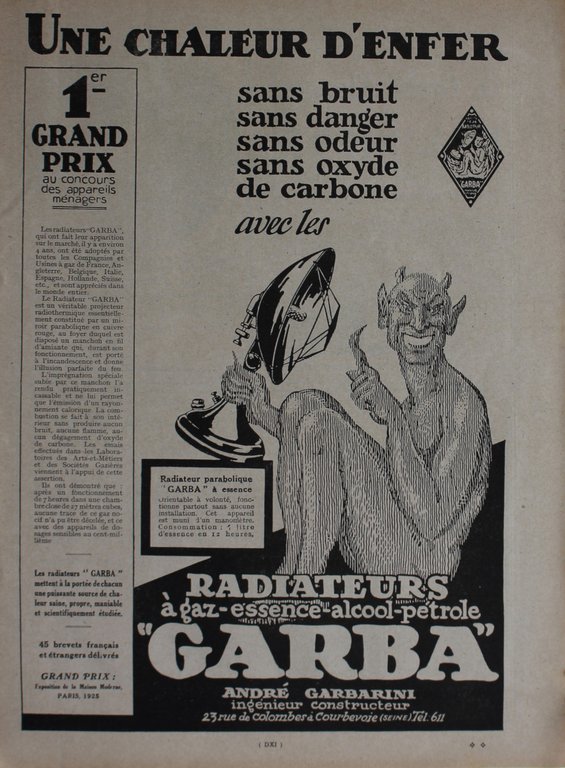 UNE CHALEUR D'ENFER
1er
GRAND
PRIX
au concours
des appareils
ménagers
Les radiateurs "GARBA",
qui ont fait leur apparition
sur le marché, il y a environ
4 ans, ont été adoptés par
toutes les Compagnies et
Usines à gaz de France, An-
gleterre, Belgique, Italie,
Espagne, Hollande, Suisse,
etc., et sont appréciés dans
le monde entier.
Le Radiateur "GARBA"
est un véritable projecteur
radiothermique essentielle-
ment constitué par un mi-
roir parabolique en cuivre
rouge, au foyer duquel est
disposé un manchon en fil
d'amiante qui, durant son
fonctionnement, est porté
à l'incandescence et donne
l'illusion parfaite du feu.
L'imprégnation spéciale
subie par ce manchon l'a
rendu pratiquement in-
cassable et ne lui permet
que l'émission d'un rayon-
nement calorique. La com-
bustion se fait à son inté-
rieur sans produire aucun
bruit, aucune flamme, au-
cun dégagement d'oxyde
de carbone. Les essais
effectués dans les Labora-
toires des Arts-et-Métiers
et des Sociétés Gazières
viennent à l'appui de cette
assertion.
Ils ont démontré que :
après un fonctionnement
de 7 heures dans une cham-
bre close de 27 mètres cubes,
aucune trace de ce gaz no-
cif n'a pu être décélée, et ce
avec des appareils de do-
sages sensibles au cent-mil-
lième
Les radiateurs "GARBA"
mettent à la portée de chacun
une puissante source de cha-
leur saine, propre, maniable
et scientifiquement étudiée.
45 brevets français
et étrangers délivrés
GRAND PRIX :
Exposition de la Maison Moderne,
PARIS, 1925
sans bruit
sans danger
sans odeur
sans oxyde
de carbone
avec les
"GARBA"
Radiateur parabolique
"GARBA" à essence
Orientable à volonté, fonc-
tionne partout sans aucune
installation. Cet appareil
est muni d'un manomètre.
Consommation : 1 litre
d'essence en 12 heures,
RADIATEURS
à gaz-essence-alcool-pétrole
"GARBA"
ANDRÉ GARBARINI
ingénieur constructeur
23 rue de Colombes à Courbevoie (SEINE) Tél. 611
( DXI )